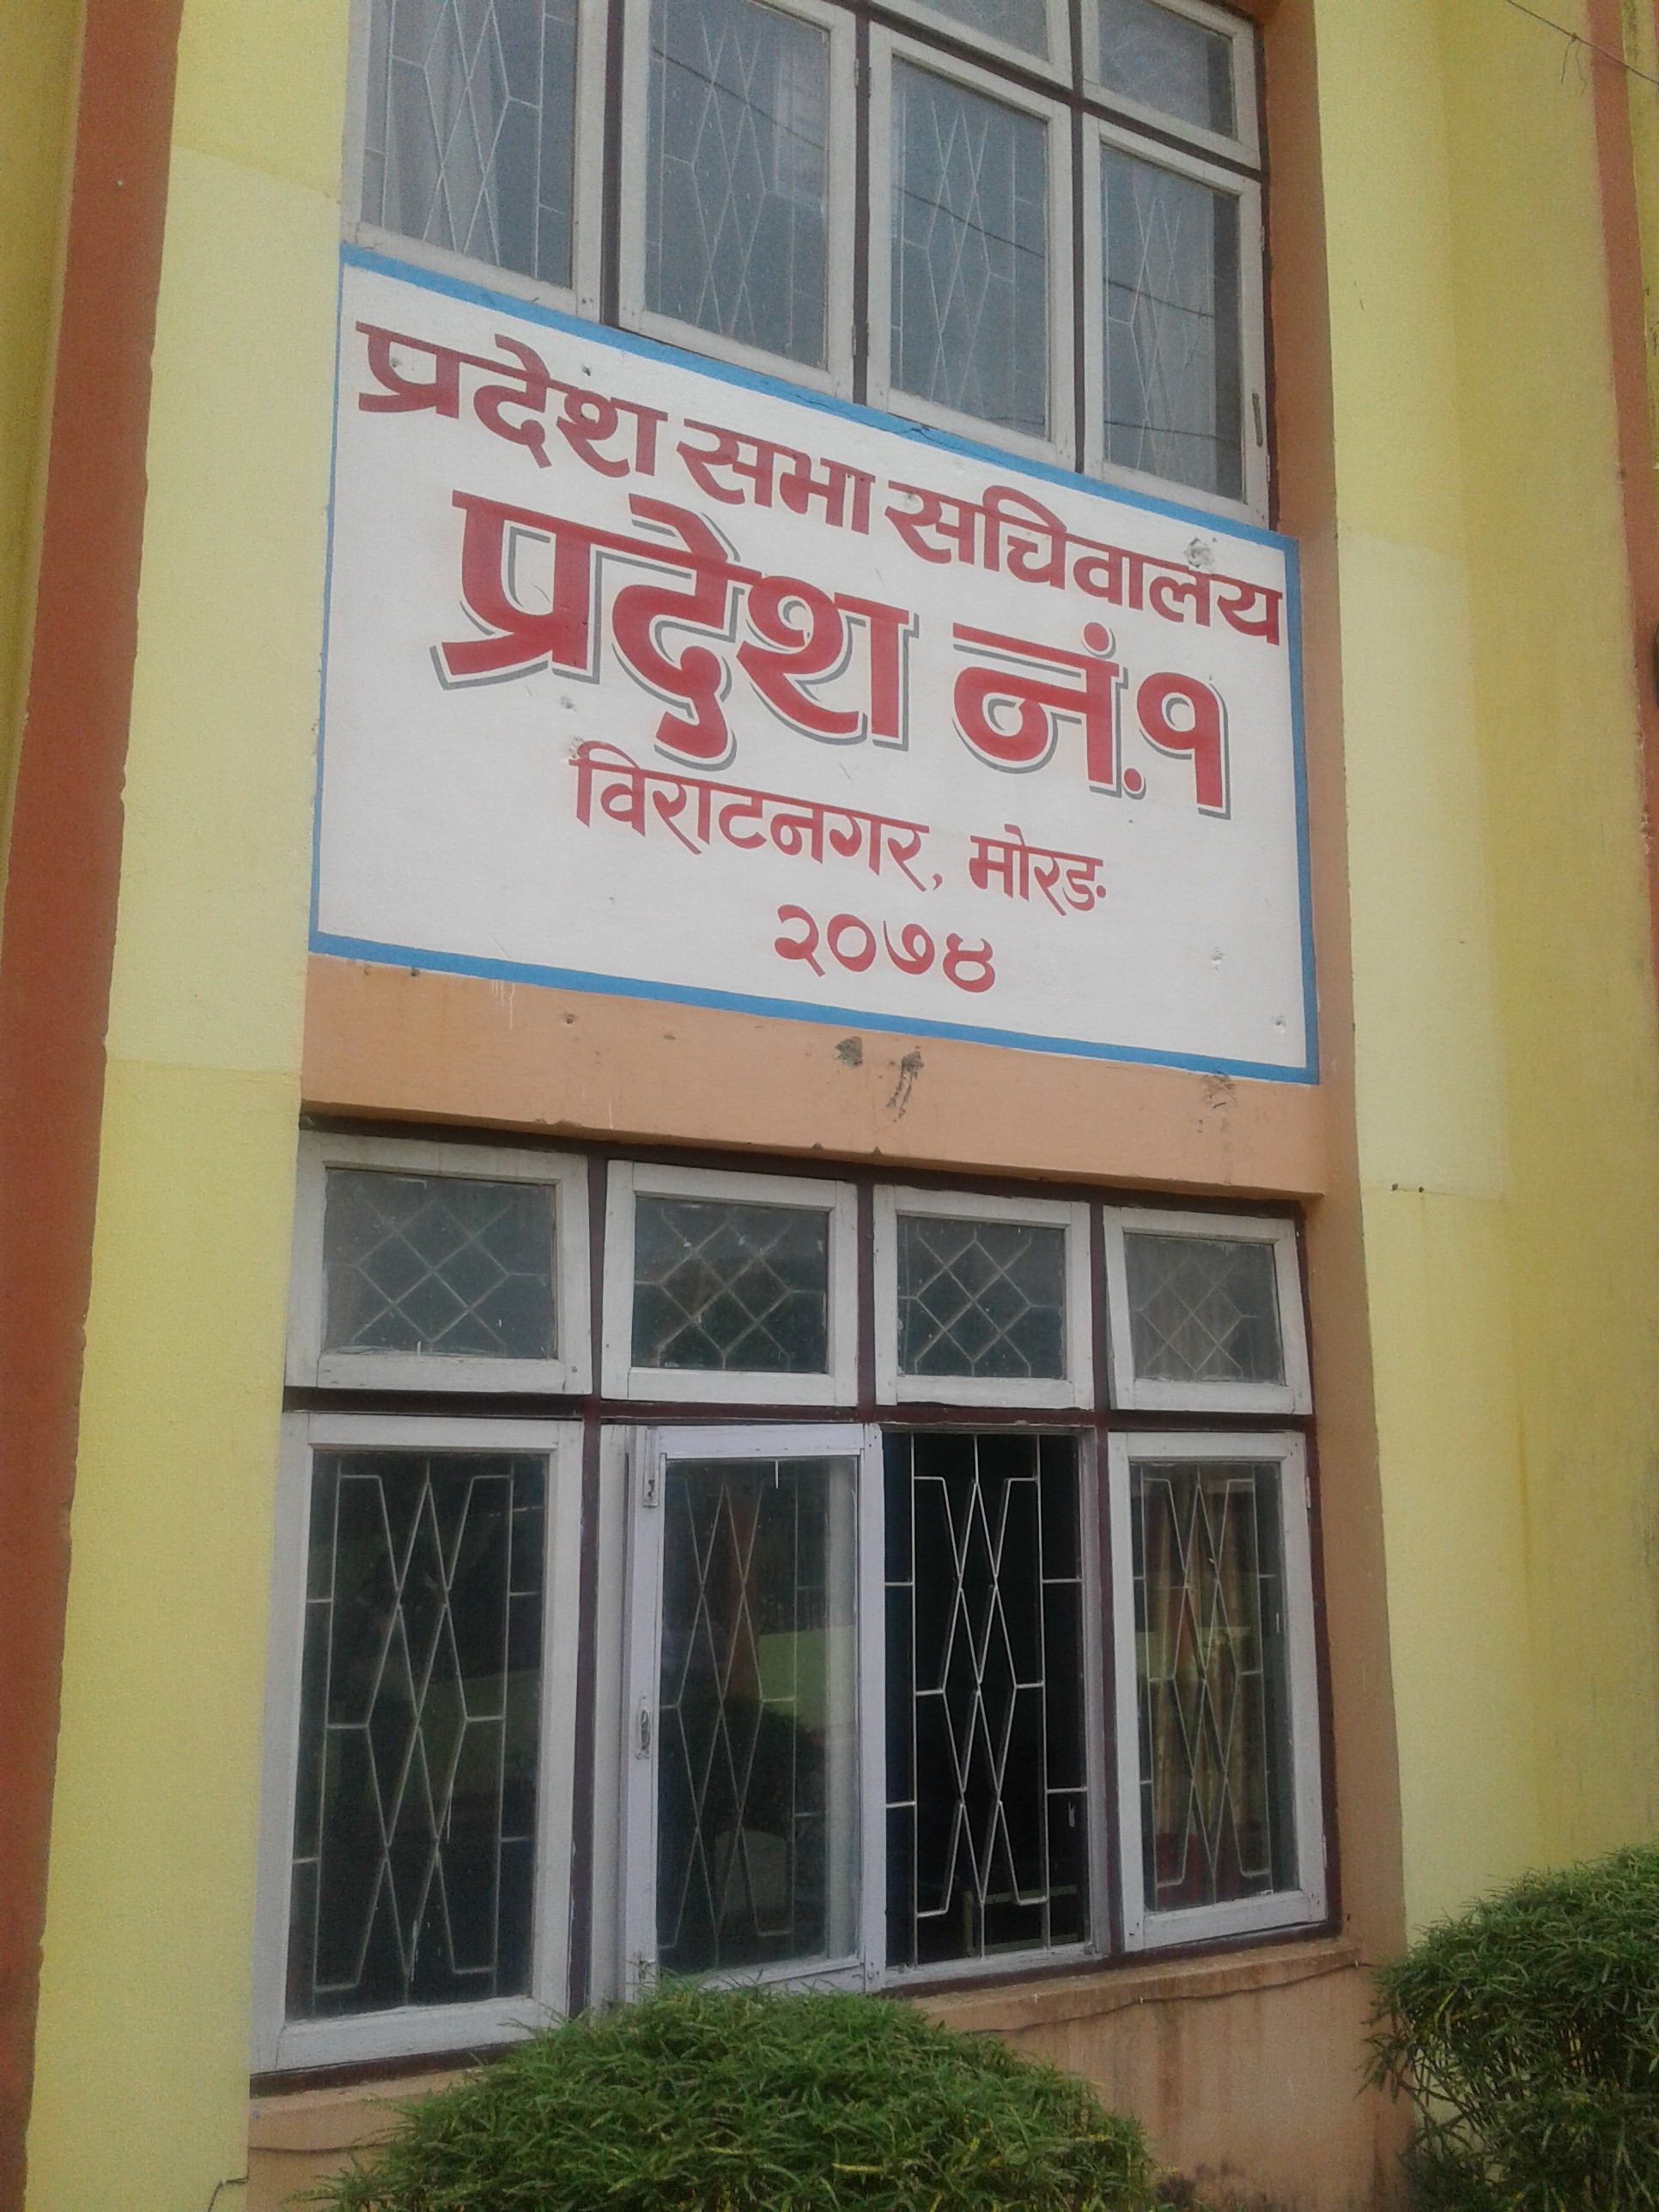 प्रदेश सभा सचिवालय
प्रदेश नं.१
विराटनगर, मोरङ
२०७४